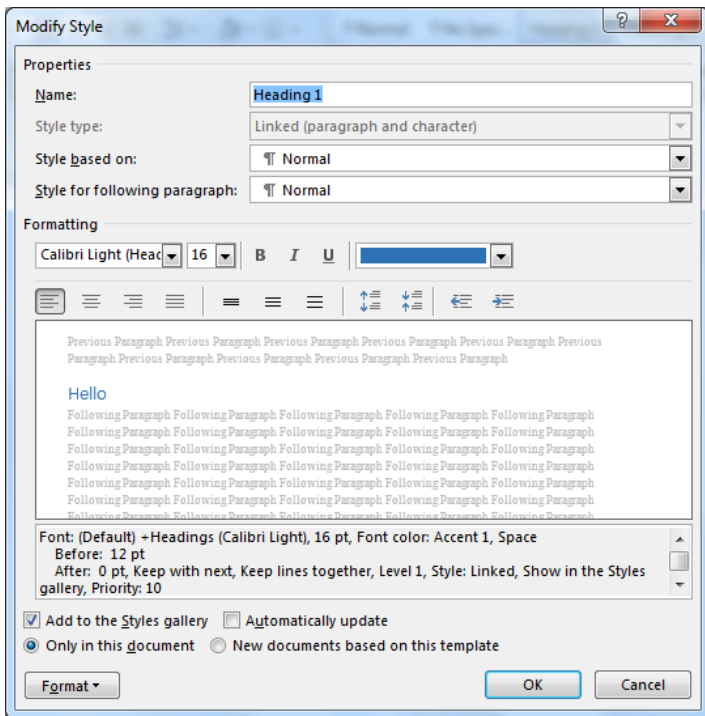 Modify Style
Properties
Name:
Heading 1
Style type:
Linked (paragraph and character)
Style based on:
¶ Normal
Style for following paragraph:
¶ Normal
Formatting
Calibri Light (Head
16
B I U
Previous Paragraph Previous Paragraph Previous Paragraph Previous Paragraph Previous Paragraph Previous
Paragraph Previous Paragraph Previous Paragraph Previous Paragraph Previous Paragraph
Hello
Following Paragraph Following Paragraph Following Paragraph Following Paragraph Following Paragraph
Following Paragraph Following Paragraph Following Paragraph Following Paragraph Following Paragraph
Following Paragraph Following Paragraph Following Paragraph Following Paragraph Following Paragraph
Following Paragraph Following Paragraph Following Paragraph Following Paragraph Following Paragraph
Following Paragraph Following Paragraph Following Paragraph Following Paragraph Following Paragraph
Following Paragraph Following Paragraph Following Paragraph Following Paragraph Following Paragraph
Following Paragraph Following Paragraph Following Paragraph Following Paragraph Following Paragraph
Font: (Default) +Headings (Calibri Light), 16 pt, Font color: Accent 1, Space
Before: 12 pt
After: 0 pt, Keep with next, Keep lines together, Level 1, Style: Linked, Show in the Styles
gallery, Priority: 10
Add to the Styles gallery
Automatically update
Only in this document
New documents based on this template
Format
OK
Cancel